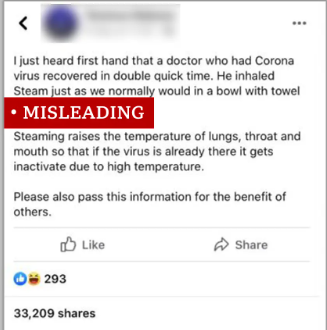 I just heard first hand that a doctor who had Corona
virus recovered in double quick time. He inhaled
Steam just as we normally would in a bowl with towel
• MISLEADING
Steaming raises the temperature of lungs, throat and
mouth so that if the virus is already there it gets
inactivate due to high temperature.
Please also pass this information for the benefit of
others.
Like Share
293
33,209 shares